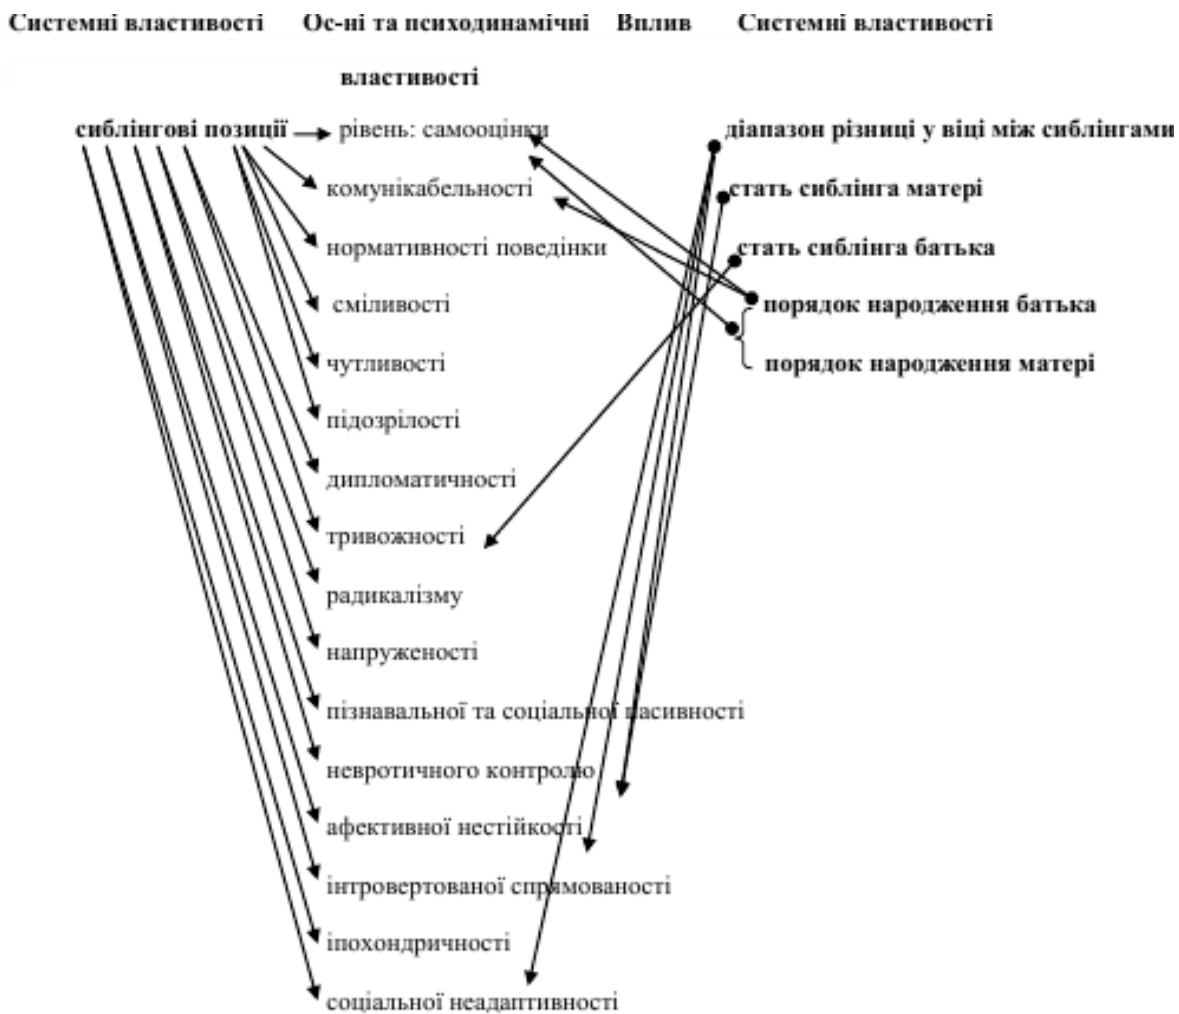 Системні властивості Ос-ні та психодинамічні Вплив Системні властивості
властивості
сиблінгові позиції рівень: самооцінки діапазон різниці у віці між сиблінгами
комунікабельності стать сиблінга матері
нормативності поведінки стать сиблінга батька
сміливості порядок народження батька
чутливості порядок народження матері
підозрілості
дипломатичності
тривожності
радикалізму
напруженості
пізнавальної та соціальної пасивності
невротичного контролю
афективної нестійкості
інтровертованої спрямованості
іпохондричності
соціальної неадаптивності